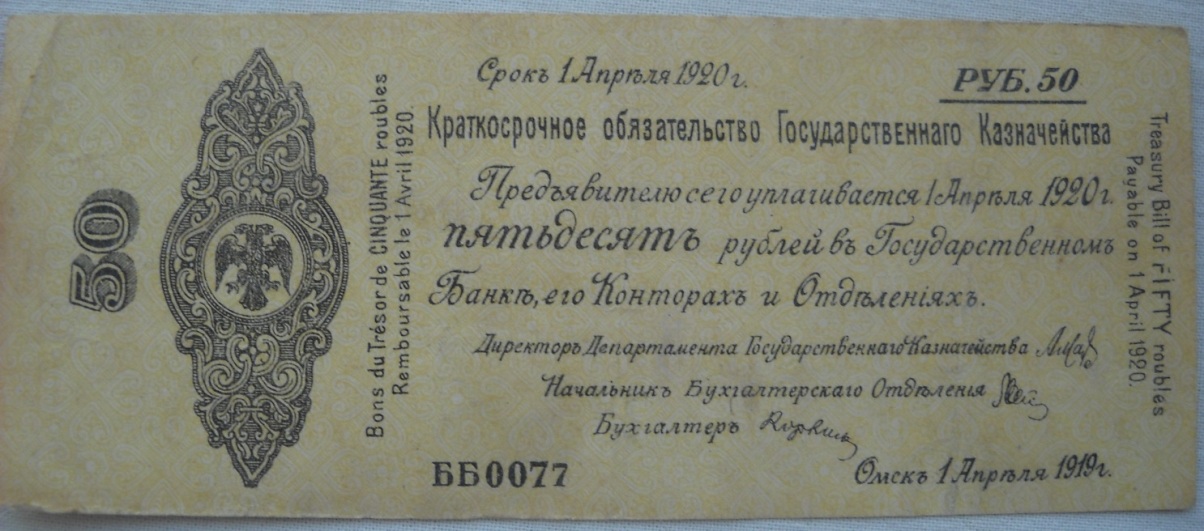 50
Bons du Trésor de CINQUANTE roubles
Remboursable le 1 Avril 1920.
Срокъ 1 Апрѣля 1920 г.
РУБ. 50
Краткосрочное обязательство Государственнаго Казначейства
Предъявителю сего уплачивается 1 Апрѣля 1920 г.
пятьдесятъ рублей въ Государственномъ
Банкѣ, его Конторахъ и Отдѣленіяхъ.
Директоръ Департамента Государственнаго Казначейства
Начальникъ Бухгалтерскаго Отдѣленія
Бухгалтеръ
ББ0077
Омскъ 1 Апрѣля 1919 г.
Treasury Bill of FIFTY roubles
Payable on 1 April 1920.